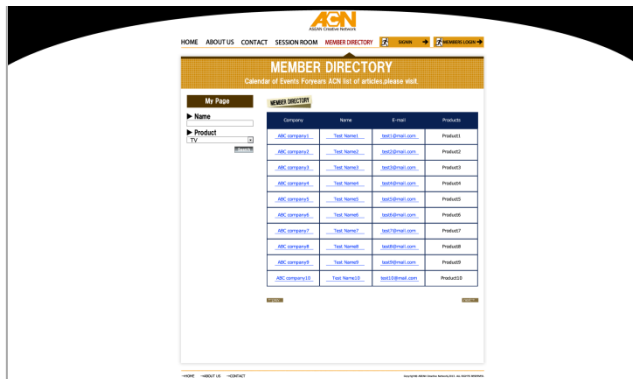 ACN
ASEAN Creative Network
HOME ABOUT US CONTACT SESSION ROOM MEMBER DIRECTORY SIGNIN MEMBERS LOGIN
MEMBER DIRECTORY
Calendar of Events Foryears ACN list of articles,please visit.
My Page
MEMBER DIRECTORY
Name
Product
TV
Search
Company Name E-mail Products
ABC company1 Test Name1 test1@mail.com Product1
ABC company2 Test Name2 test2@mail.com Product2
ABC company3 Test Name3 test3@mail.com Product3
ABC company4 Test Name4 test4@mail.com Product4
ABC company5 Test Name5 test5@mail.com Product5
ABC company6 Test Name6 test6@mail.com Product6
ABC company7 Test Name7 test7@mail.com Product7
ABC company8 Test Name8 test8@mail.com Product8
ABC company9 Test Name9 test9@mail.com Product9
ABC company10 Test Name10 test10@mail.com Product10
HOME ABOUT US CONTACT